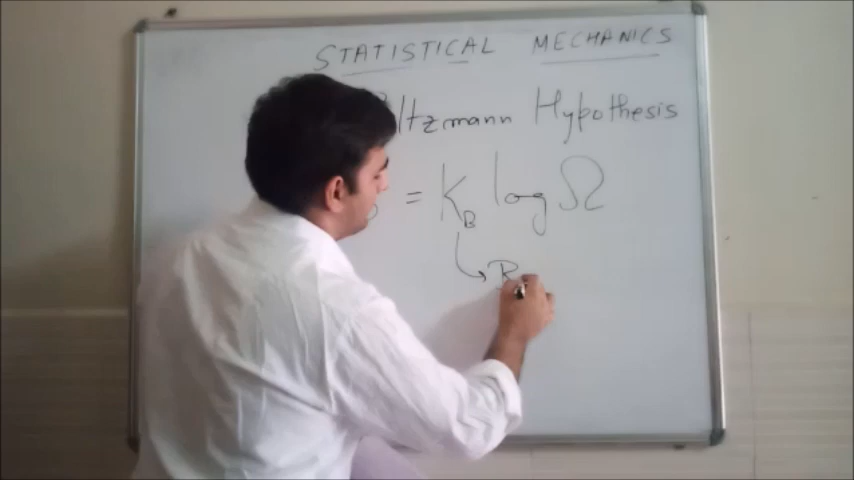 STATISTICAL MECHANICS
ltzmann Hypothesis
= K_B log Ω